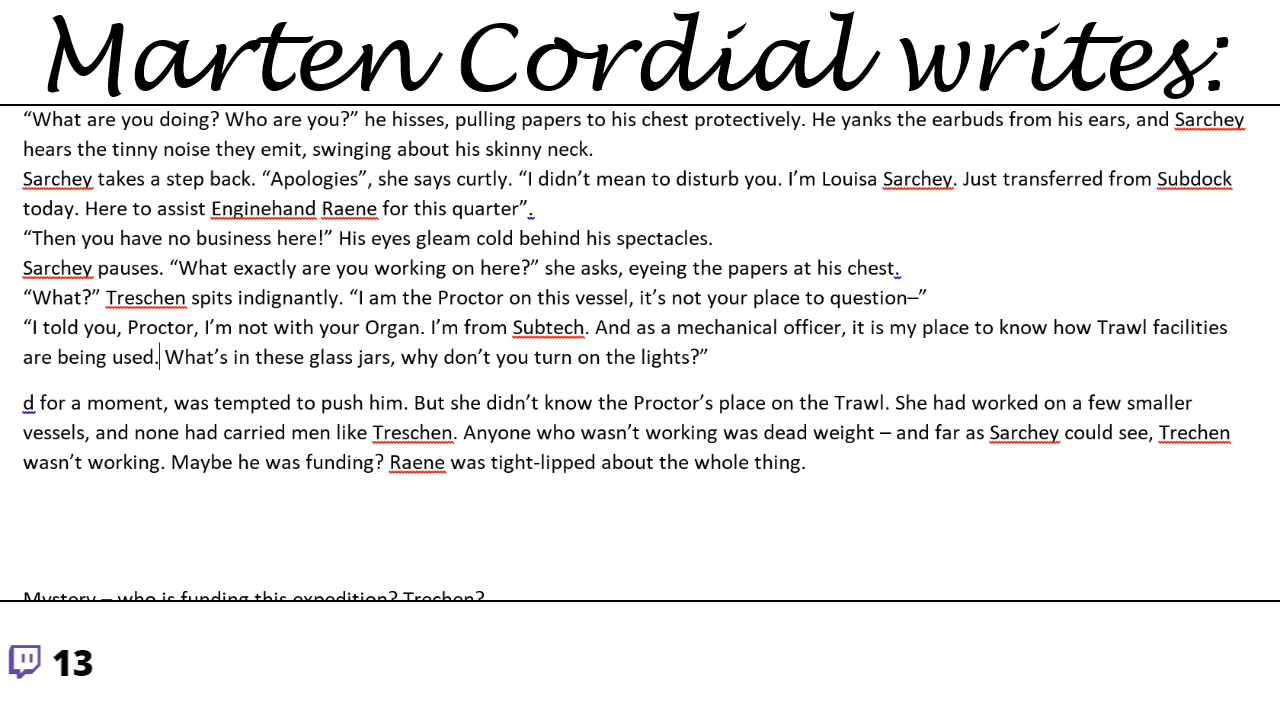 Marten Cordial writes:
“What are you doing? Who are you?” he hisses, pulling papers to his chest protectively. He yanks the earbuds from his ears, and Sarchey
hears the tinny noise they emit, swinging about his skinny neck.
Sarchey takes a step back. “Apologies”, she says curtly. “I didn’t mean to disturb you. I’m Louisa Sarchey. Just transferred from Subdock
today. Here to assist Enginehand Raene for this quarter”.
“Then you have no business here!” His eyes gleam cold behind his spectacles.
Sarchey pauses. “What exactly are you working on here?” she asks, eyeing the papers at his chest.
“What?” Treschen spits indignantly. “I am the Proctor on this vessel, it’s not your place to question–”
“I told you, Proctor, I’m not with your Organ. I’m from Subtech. And as a mechanical officer, it is my place to know how Trawl facilities
are being used. What’s in these glass jars, why don’t you turn on the lights?”
d for a moment, was tempted to push him. But she didn’t know the Proctor’s place on the Trawl. She had worked on a few smaller
vessels, and none had carried men like Treschen. Anyone who wasn’t working was dead weight – and far as Sarchey could see, Trechen
wasn’t working. Maybe he was funding? Raene was tight-lipped about the whole thing.
Mystery – who is funding this expedition? Trechen?
13